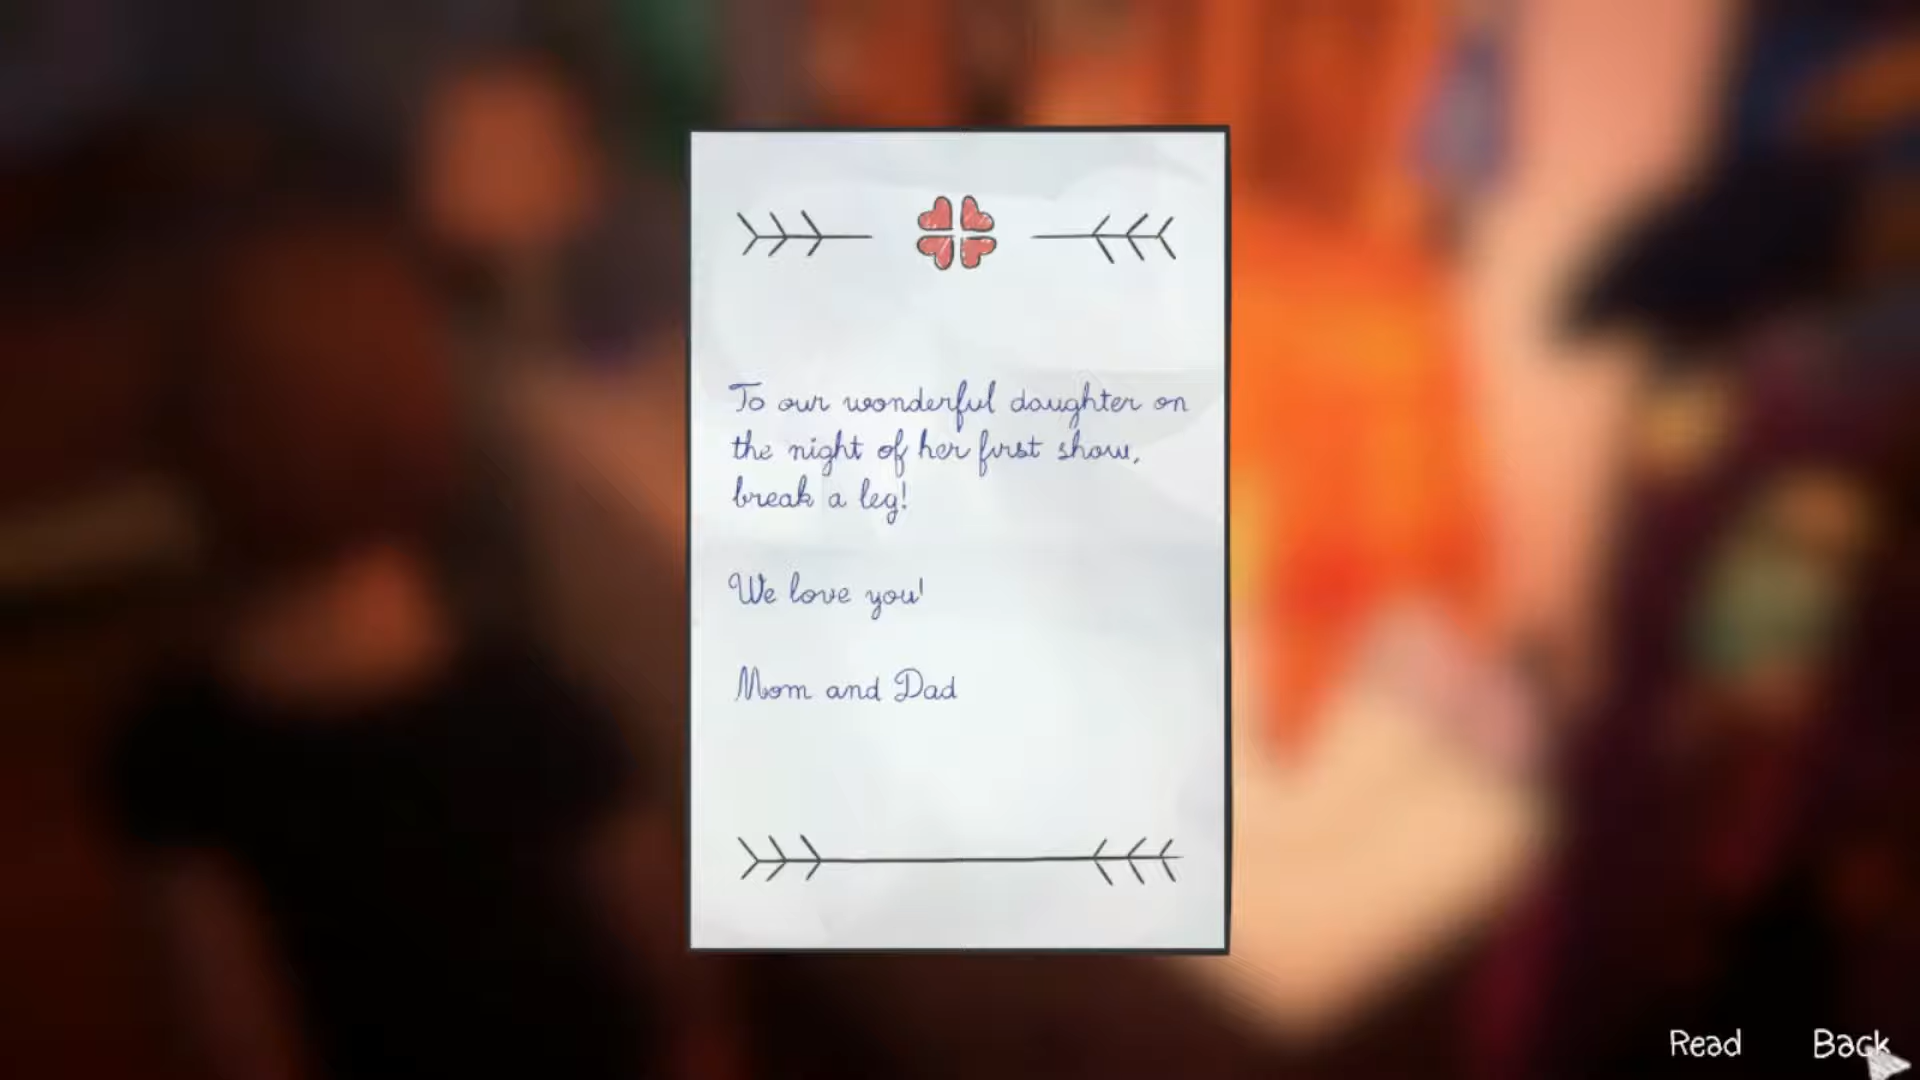 To our wonderful daughter on
the night of her first show,
break a leg!
We love you!
Mom and Dad
Read
Back